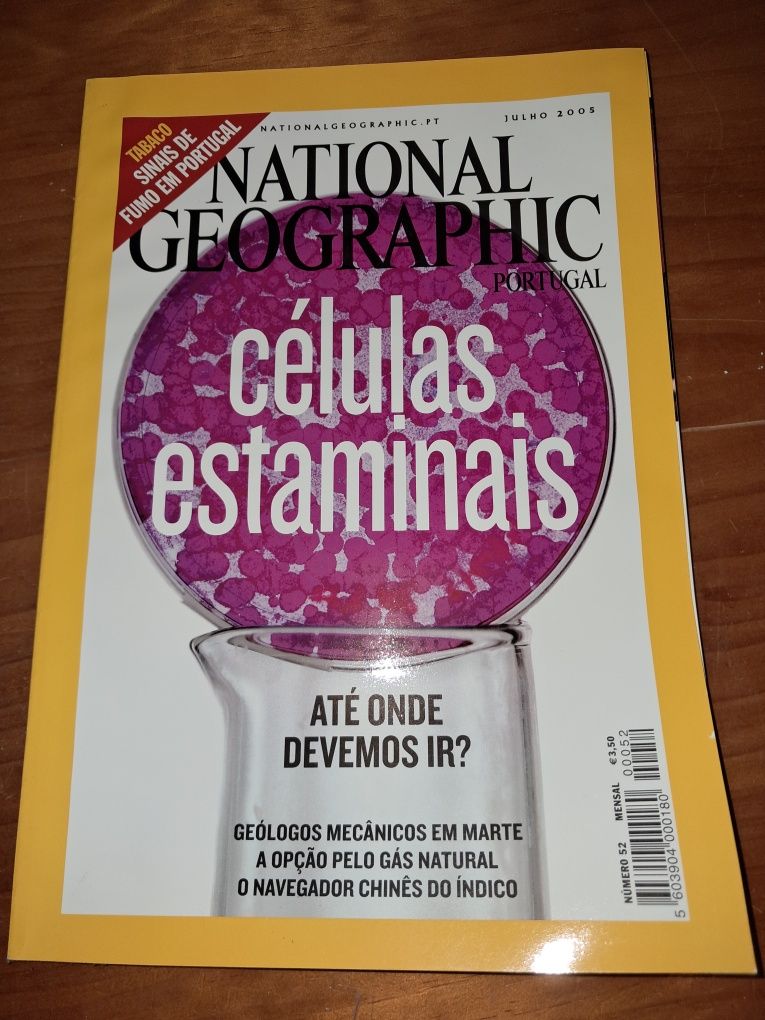 TABACO
SINAIS DE
FUMO EM PORTUGAL
NATIONALGEOGRAPHIC.PT
JULHO 2005
NATIONAL
GEOGRAPHIC
PORTUGAL
células
estaminais
ATÉ ONDE
DEVEMOS IR?
GEÓLOGOS MECÂNICOS EM MARTE
A OPÇÃO PELO GÁS NATURAL
O NAVEGADOR CHINÊS DO ÍNDICO
NÚMERO 52 MENSAL €3,50
00052
5 603904 000180